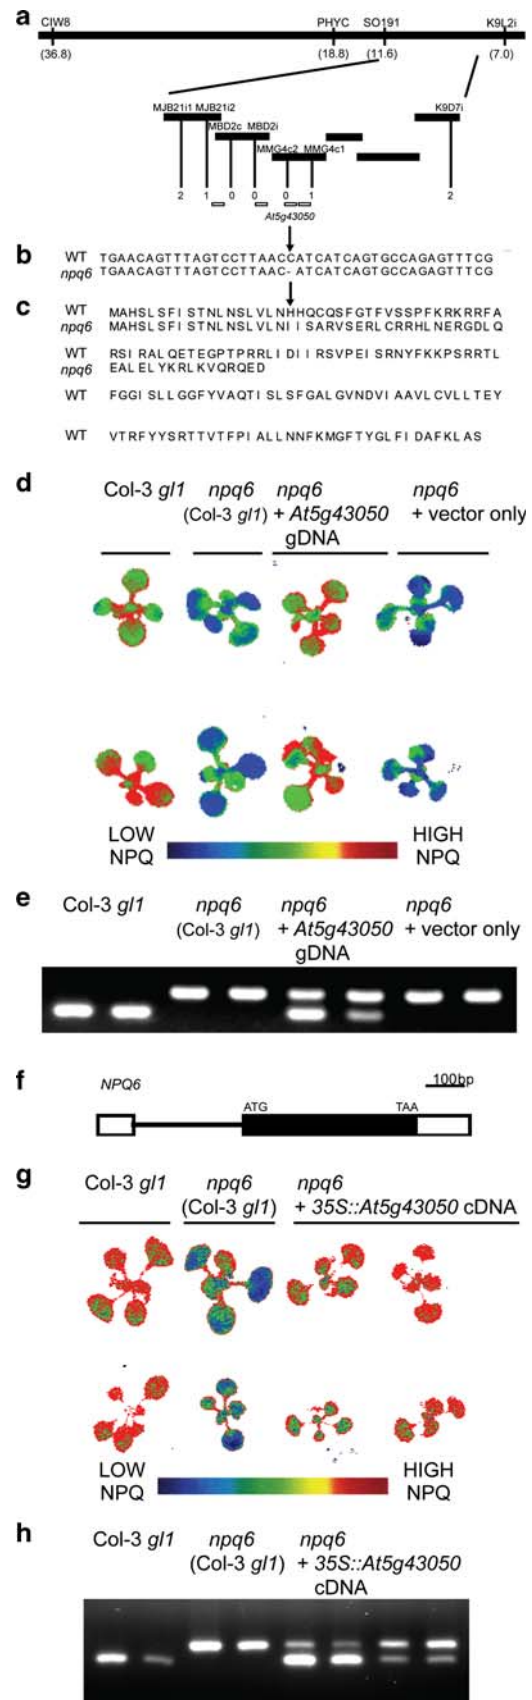 a
CIW8 PHYC SO191 K9L2i
(36.8) (18.8) (11.6) (7.0)
MJB21i1 MJB21i2 K9D7i
MBD2c MBD2i
MMG4c2 MMG4c1
2 1 0 0 0 1 2
At5g43050
b
WT TGAACAGTTTAGTCCTTAACCATCATCAGTGCCAGAGTTTCG
npq6 TGAACAGTTTAGTCCTTAAC-ATCATCAGTGCCAGAGTTTCG
c
WT MAHSLSFISTNLNSLVLNHHQCQSFGTFVSSPFKRKRRFA
npq6 MAHSLSFISTNLNSLVLNIISARVSERLCRRHLNERGDLQ
WT RSIRALQETEGPTPRRLIDIIRSVPEISRNYFKKPSRRTL
npq6 EALELYKRLKVQRQED
WT FGGISLLGGFYVAQTISLSFGALGVNDVIAAVLCVLLTEY
WT VTRFYYSRTTVTFPIALLNNFKMGFTYGLFIDAFKLAS
d
Col-3 gl1 npq6 npq6 npq6
(Col-3 gl1) + At5g43050 + vector only
gDNA
LOW HIGH
NPQ NPQ
e
Col-3 gl1 npq6 npq6 npq6
(Col-3 gl1) + At5g43050 + vector only
gDNA
f
NPQ6 100bp
ATG TAA
g
Col-3 gl1 npq6 npq6
(Col-3 gl1) + 35S::At5g43050 cDNA
LOW HIGH
NPQ NPQ
h
Col-3 gl1 npq6 npq6
(Col-3 gl1) + 35S::At5g43050
cDNA